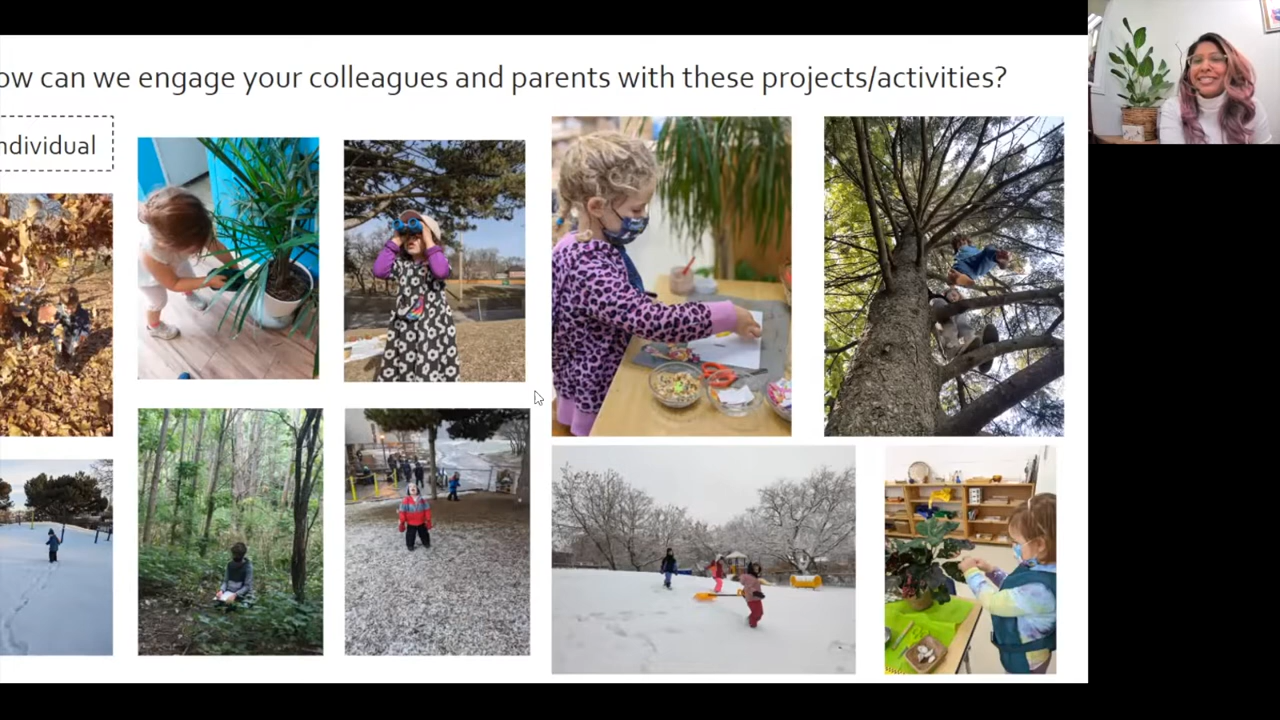 ow can we engage your colleagues and parents with these projects/activities?
ndividual